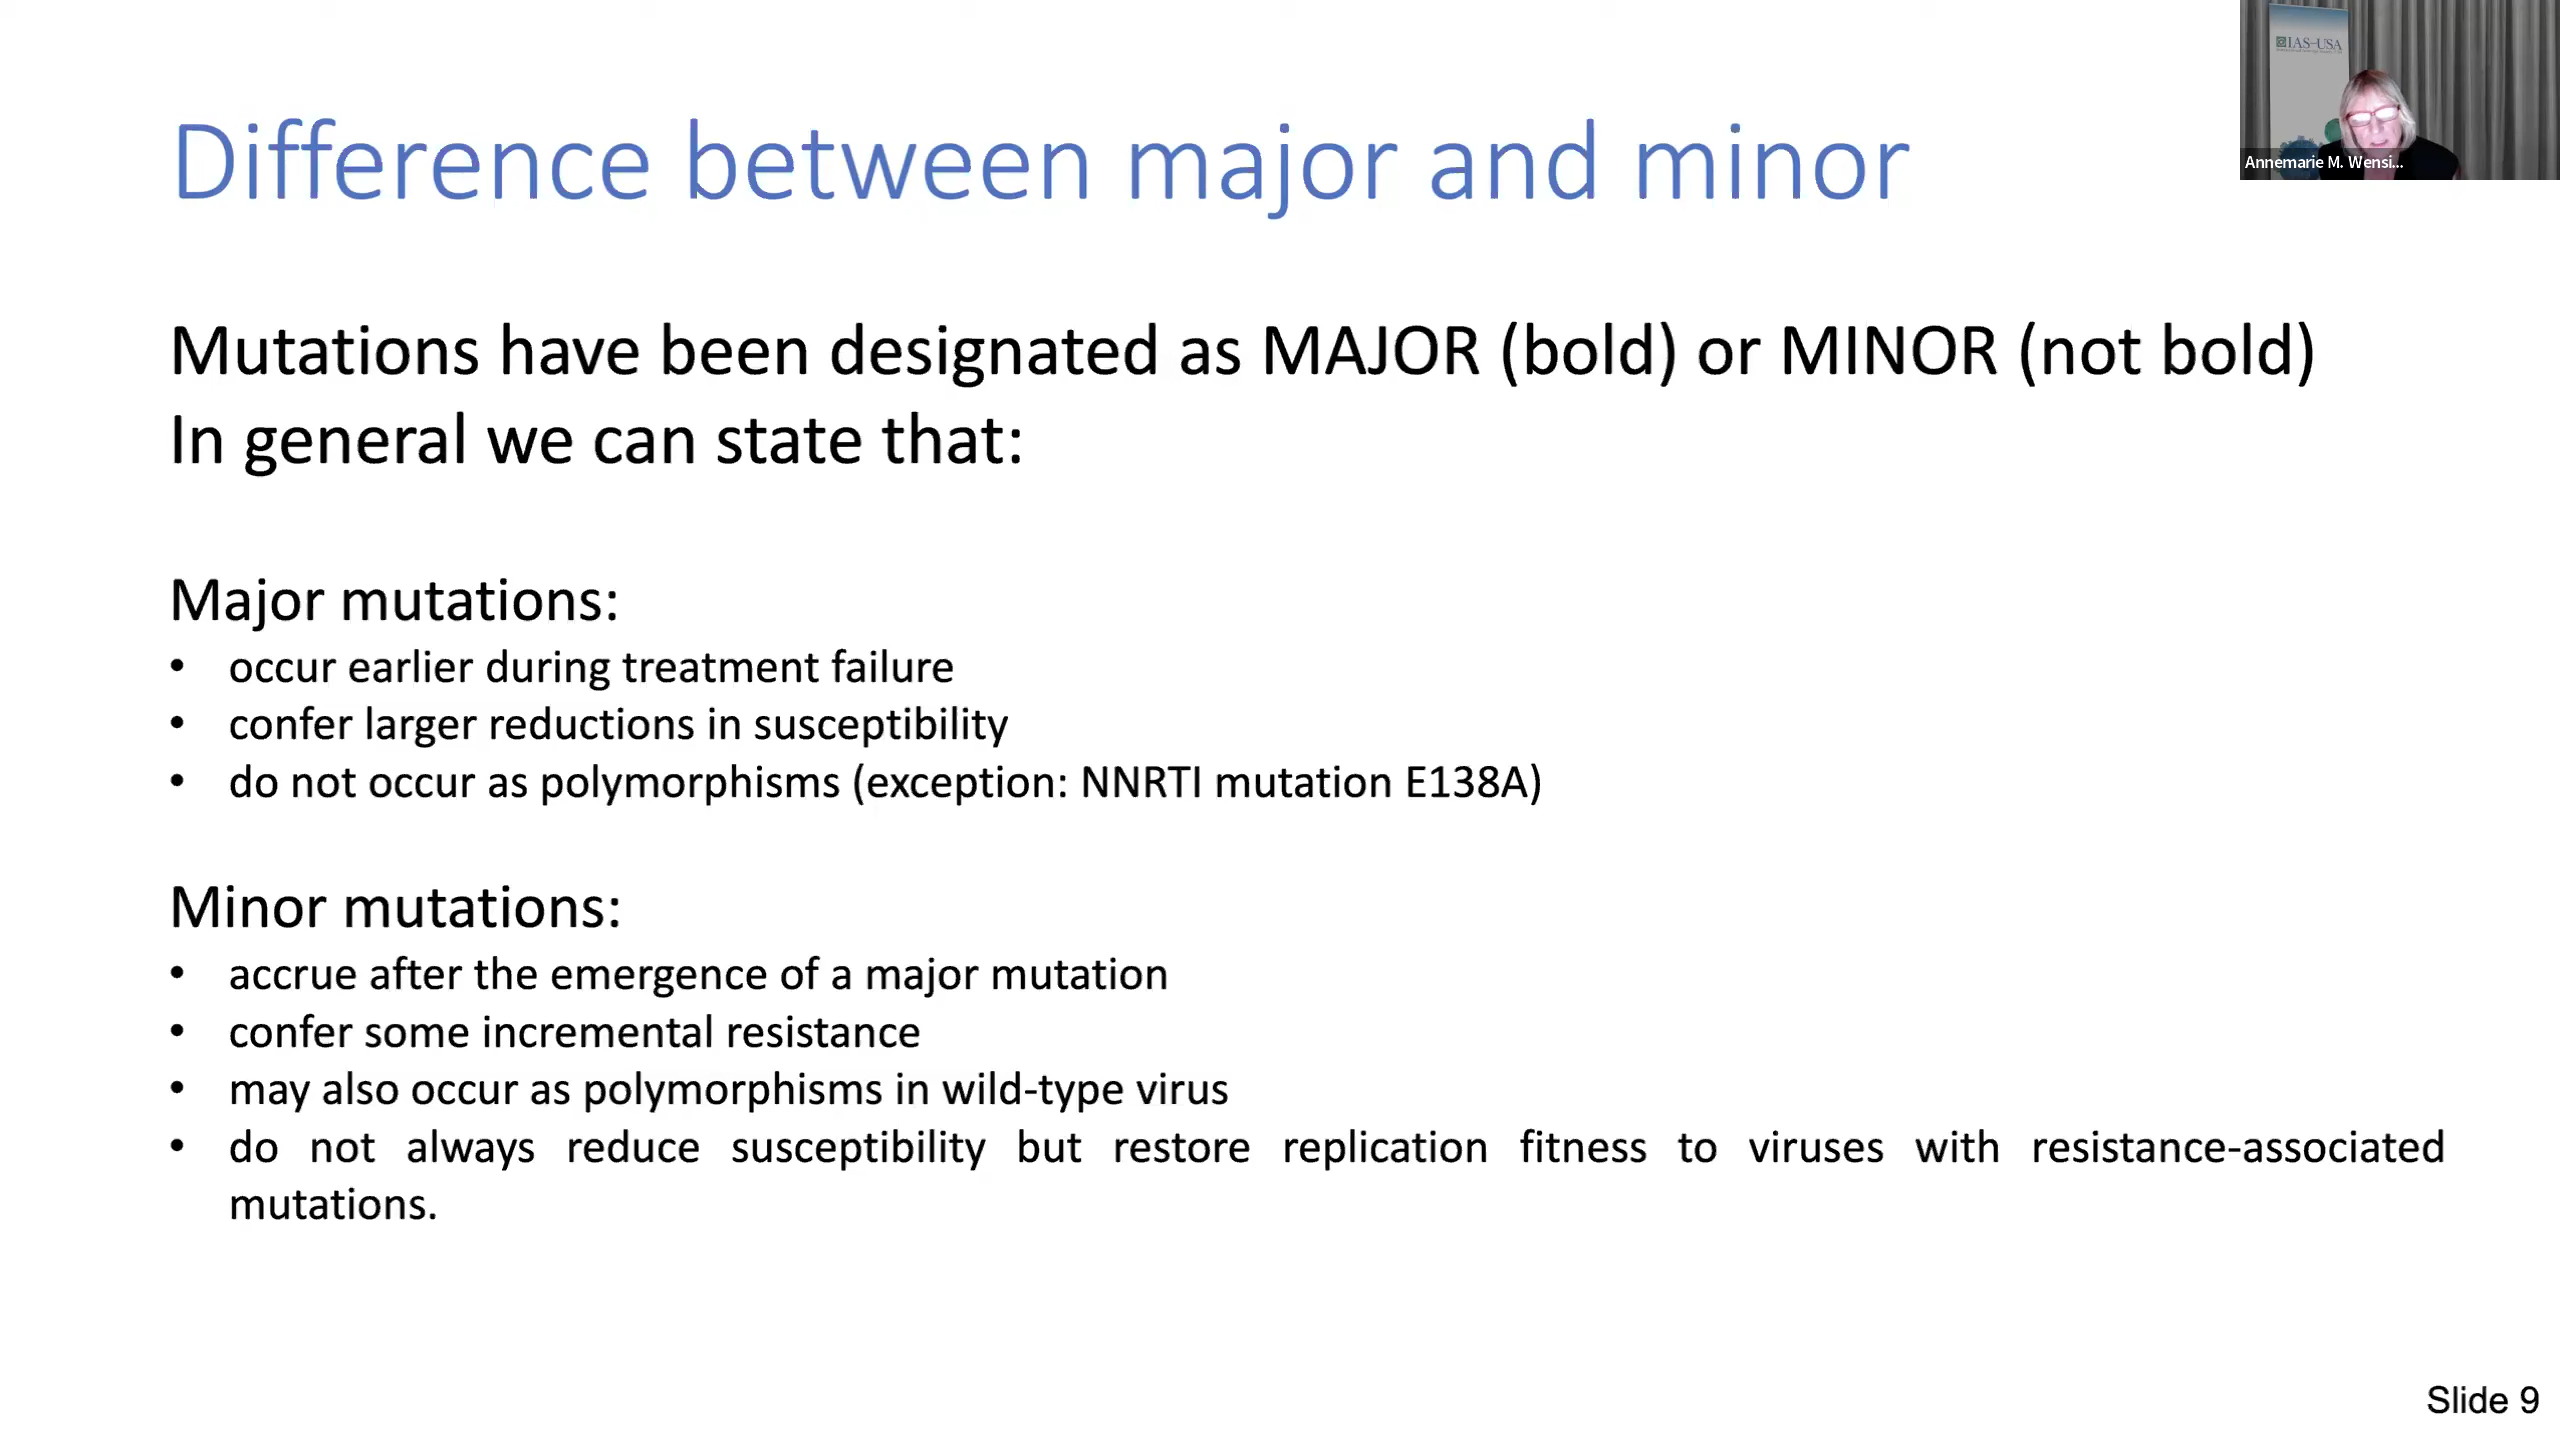 IAS–USA
Annemarie M. Wensi...
Difference between major and minor
Mutations have been designated as MAJOR (bold) or MINOR (not bold)
In general we can state that:
Major mutations:
• occur earlier during treatment failure
• confer larger reductions in susceptibility
• do not occur as polymorphisms (exception: NNRTI mutation E138A)
Minor mutations:
• accrue after the emergence of a major mutation
• confer some incremental resistance
• may also occur as polymorphisms in wild-type virus
• do not always reduce susceptibility but restore replication fitness to viruses with resistance-associated
mutations.
Slide 9